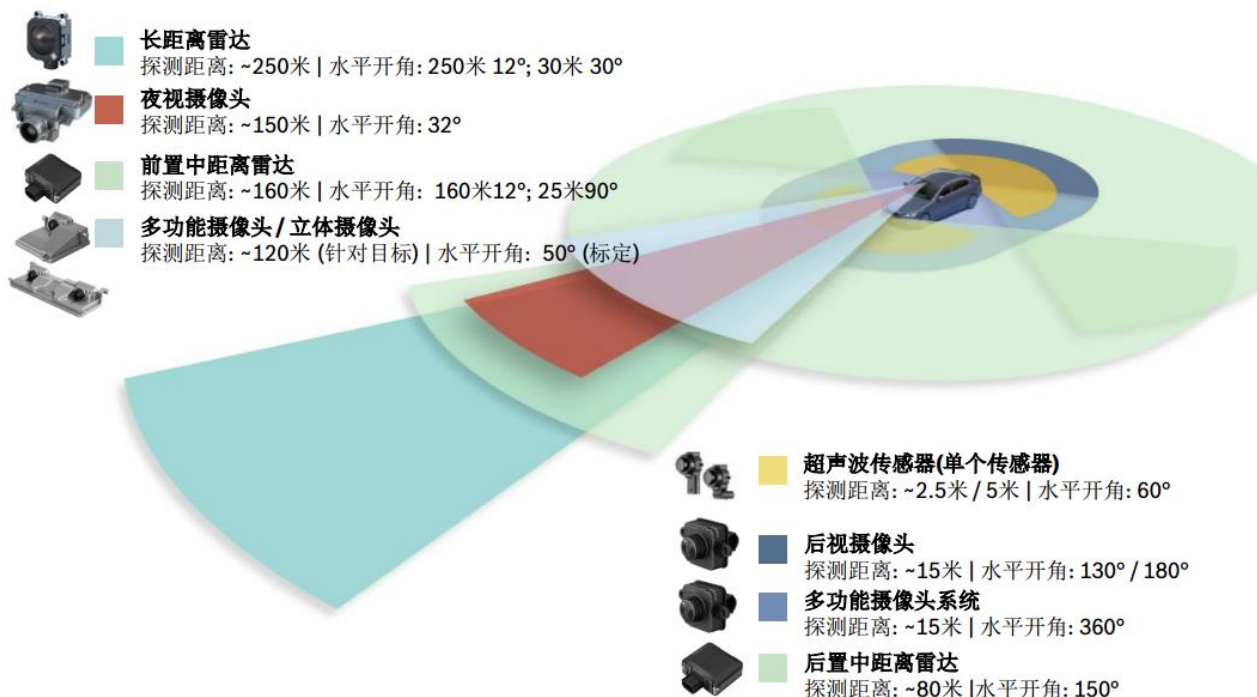 长距离雷达
探测距离: ~250米 | 水平开角: 250米 12°; 30米 30°
夜视摄像头
探测距离: ~150米 | 水平开角: 32°
前置中距离雷达
探测距离: ~160米 | 水平开角: 160米12°; 25米90°
多功能摄像头 / 立体摄像头
探测距离: ~120米 (针对目标) | 水平开角: 50° (标定)
超声波传感器(单个传感器)
探测距离: ~2.5米 / 5米 | 水平开角: 60°
后视摄像头
探测距离: ~15米 | 水平开角: 130° / 180°
多功能摄像头系统
探测距离: ~15米 | 水平开角: 360°
后置中距离雷达
探测距离: ~80米 |水平开角: 150°